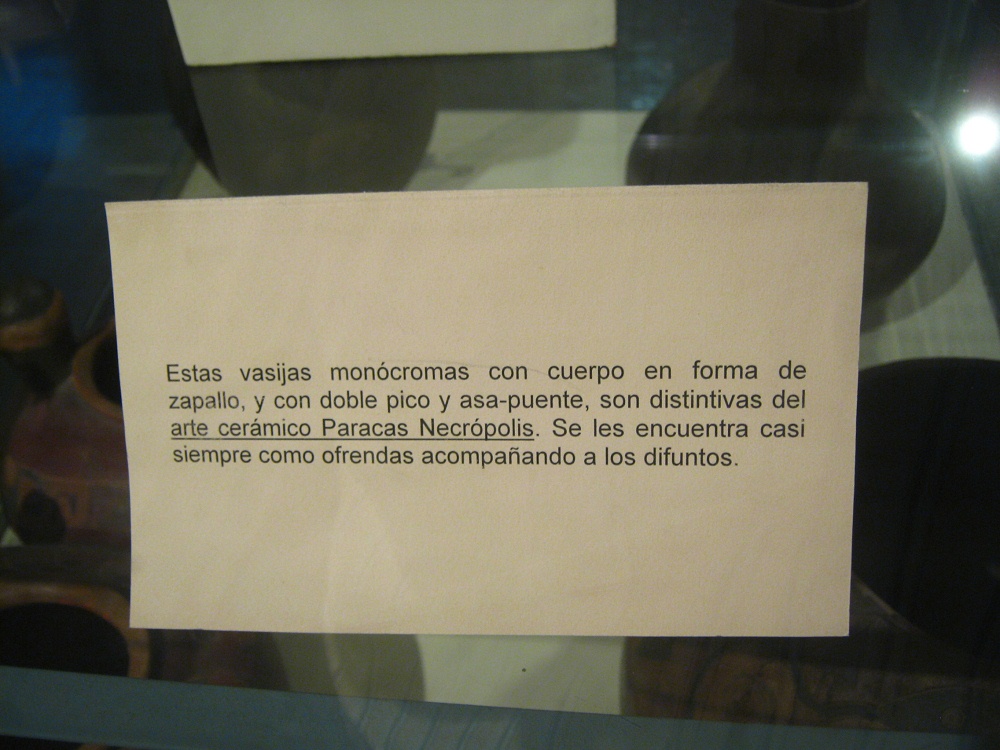 Estas vasijas monócromas con cuerpo en forma de
zapallo, y con doble pico y asa-puente, son distintivas del
arte cerámico Paracas Necrópolis. Se les encuentra casi
siempre como ofrendas acompañando a los difuntos.